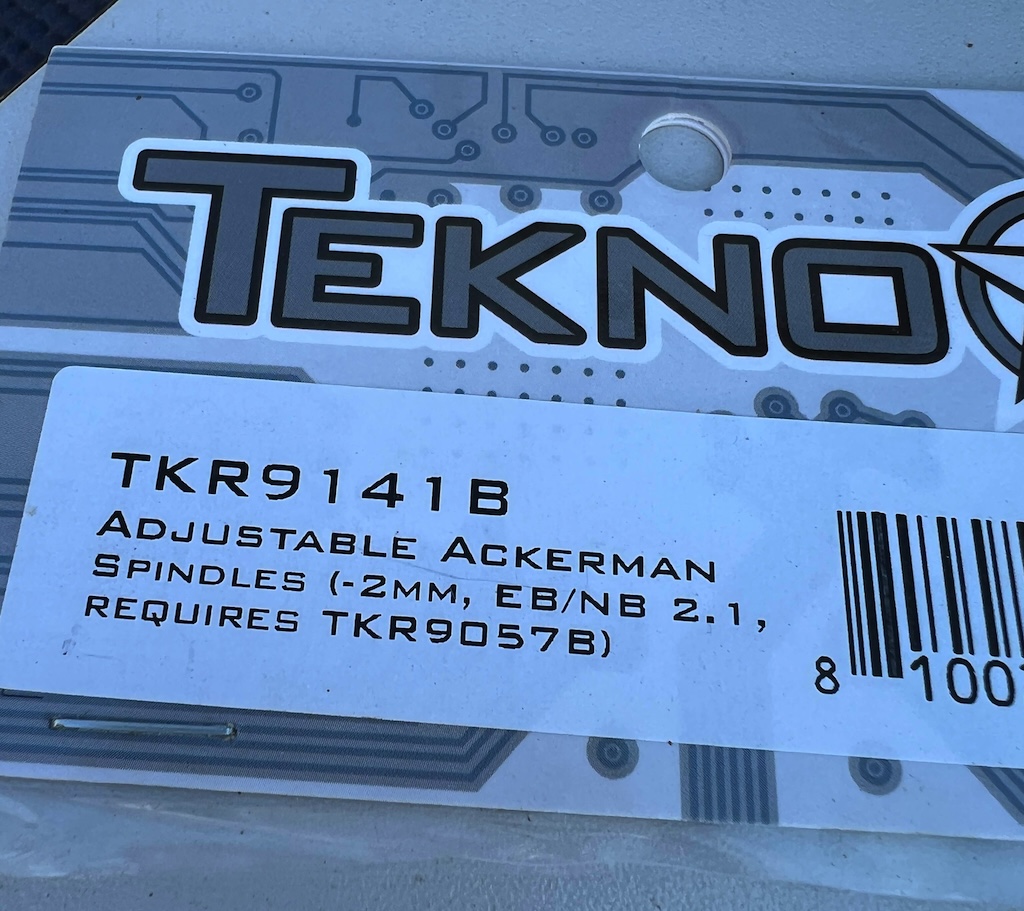 TEKNO
TKR9141B
ADJUSTABLE ACKERMAN
SPINDLES (-2MM, EB/NB 2.1,
REQUIRES TKR9057B)
8 100